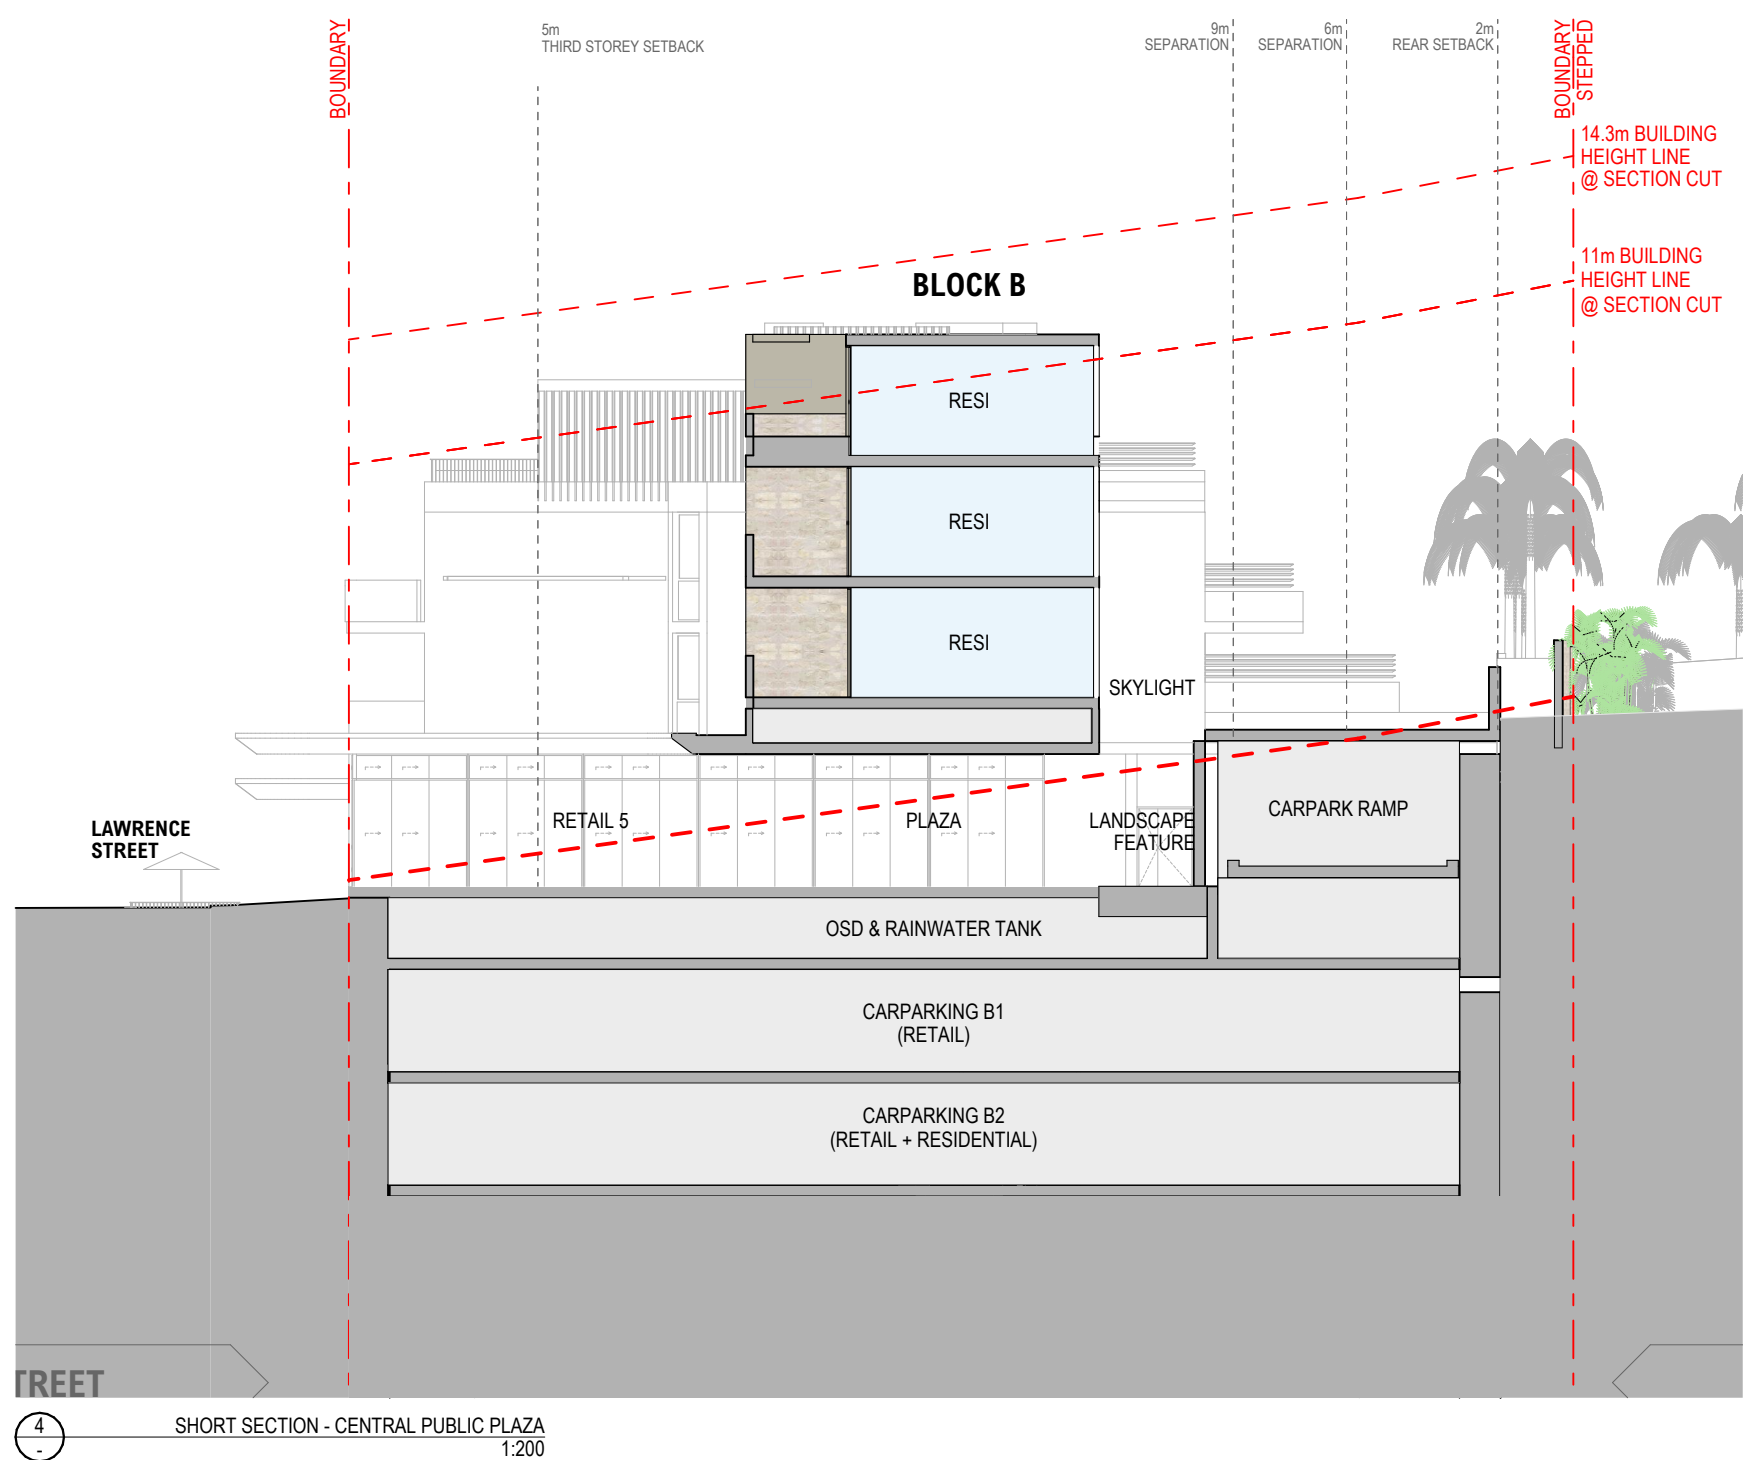 BOUNDARY
5m
THIRD STOREY SETBACK
9m
SEPARATION
6m
SEPARATION
2m
REAR SETBACK
BOUNDARY
STEPPED
14.3m BUILDING
HEIGHT LINE
@ SECTION CUT
11m BUILDING
HEIGHT LINE
@ SECTION CUT
BLOCK B
RESI
RESI
RESI
SKYLIGHT
LAWRENCE
STREET
RETAIL 5
PLAZA
LANDSCAPE
FEATURE
CARPARK RAMP
OSD & RAINWATER TANK
CARPARKING B1
(RETAIL)
CARPARKING B2
(RETAIL + RESIDENTIAL)
TREET
4
-
SHORT SECTION - CENTRAL PUBLIC PLAZA
1:200